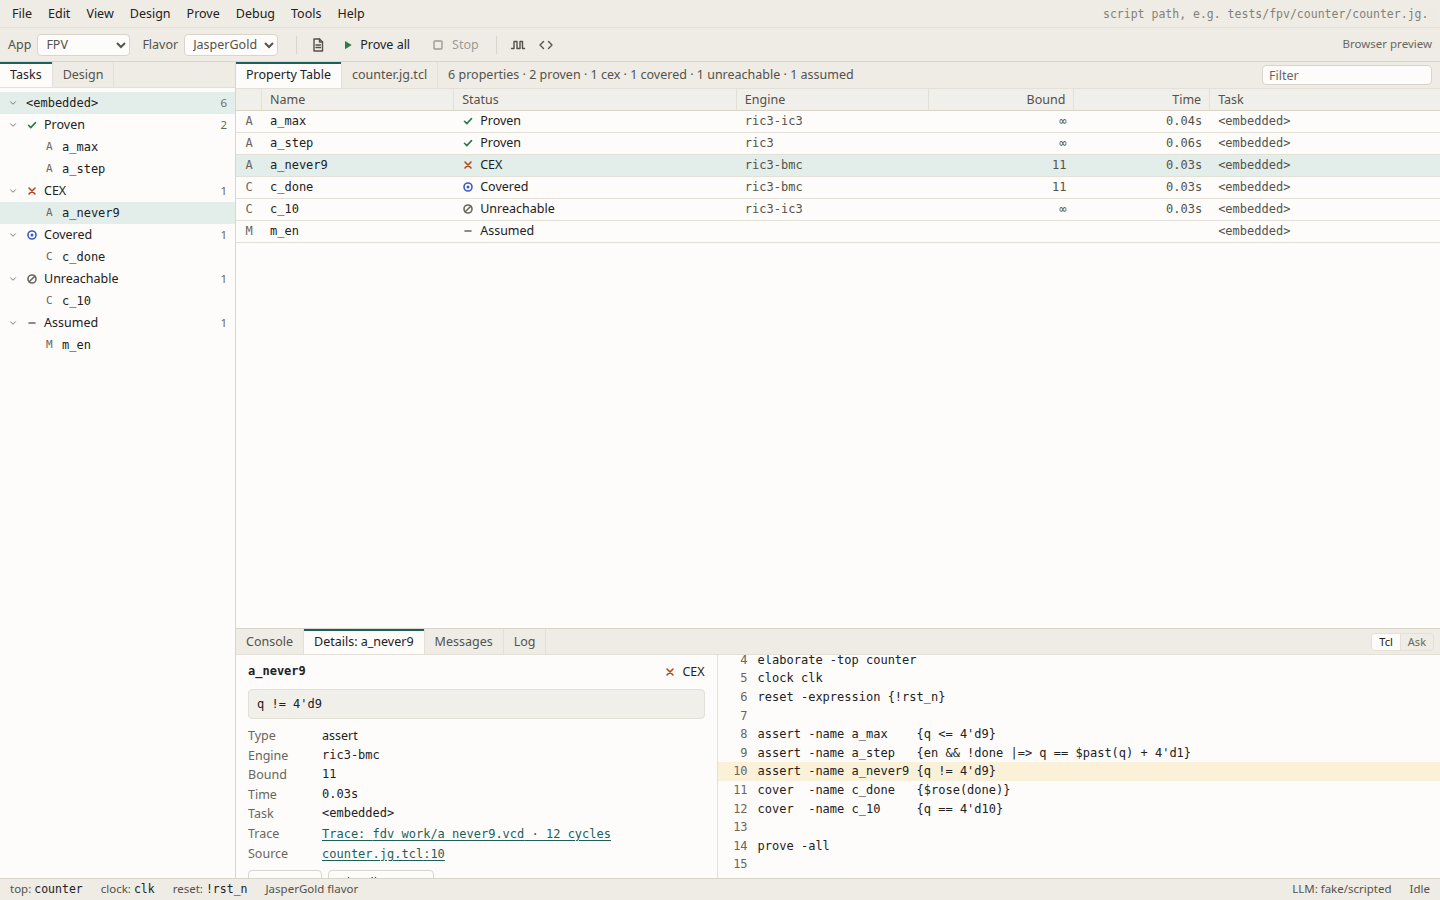 File Edit View Design Prove Debug Tools Help script path, e.g. tests/fpv/counter/counter.jg.
App FPV Flavor JasperGold Prove all Stop Browser preview
Tasks Design Property Table counter.jg.tcl 6 properties · 2 proven · 1 cex · 1 covered · 1 unreachable · 1 assumed Filter
Name Status Engine Bound Time Task
<embedded> 6
Proven 2
A a_max
A a_step
CEX 1
A a_never9
Covered 1
C c_done
Unreachable 1
C c_10
Assumed 1
M m_en
A a_max Proven ric3-ic3 ∞ 0.04s <embedded>
A a_step Proven ric3 ∞ 0.06s <embedded>
A a_never9 CEX ric3-bmc 11 0.03s <embedded>
C c_done Covered ric3-bmc 11 0.03s <embedded>
C c_10 Unreachable ric3-ic3 ∞ 0.03s <embedded>
M m_en Assumed <embedded>
Console Details: a_never9 Messages Log Tcl Ask
a_never9 CEX
q != 4'd9
Type assert
Engine ric3-bmc
Bound 11
Time 0.03s
Task <embedded>
Trace Trace: fdv_work/a_never9.vcd · 12 cycles
Source counter.jg.tcl:10
4 elaborate -top counter
5 clock clk
6 reset -expression {!rst_n}
7
8 assert -name a_max    {q <= 4'd9}
9 assert -name a_step   {en && !done |=> q == $past(q) + 4'd1}
10 assert -name a_never9 {q != 4'd9}
11 cover  -name c_done   {$rose(done)}
12 cover  -name c_10     {q == 4'd10}
13
14 prove -all
15
top: counter clock: clk reset: !rst_n JasperGold flavor LLM: fake/scripted Idle